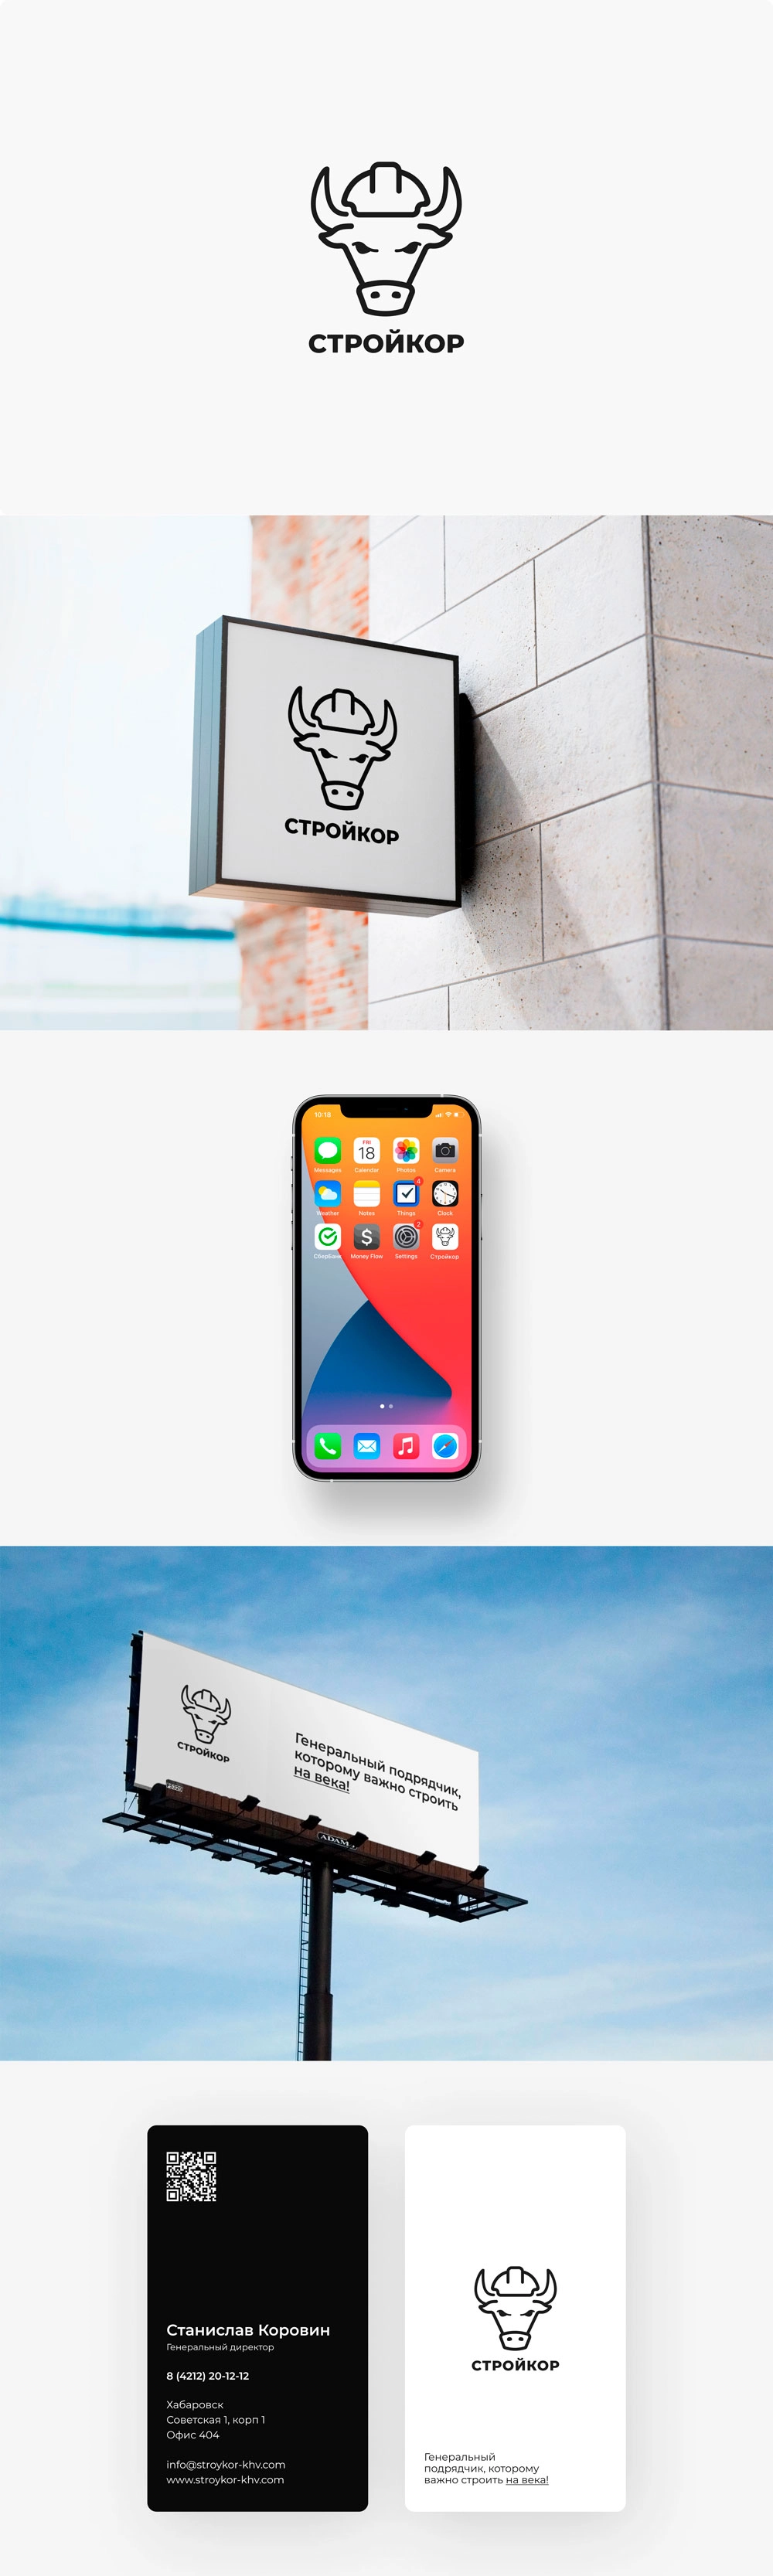 СТРОЙКОР
СТРОЙКОР
10:18
FRI
18
Messages
Calendar
Photos
Camera
4
Weather
Notes
Things
Clock
2
СберБанк
Money Flow
Settings
Стройкор
СТРОЙКОР
Генеральный подрядчик,
которому важно строить
на века!
ADAMS
Станислав Коровин
Генеральный директор
8 (4212) 20-12-12
Хабаровск
Советская 1, корп 1
Офис 404
info@stroykor-khv.com
www.stroykor-khv.com
СТРОЙКОР
Генеральный
подрядчик, которому
важно строить на века!